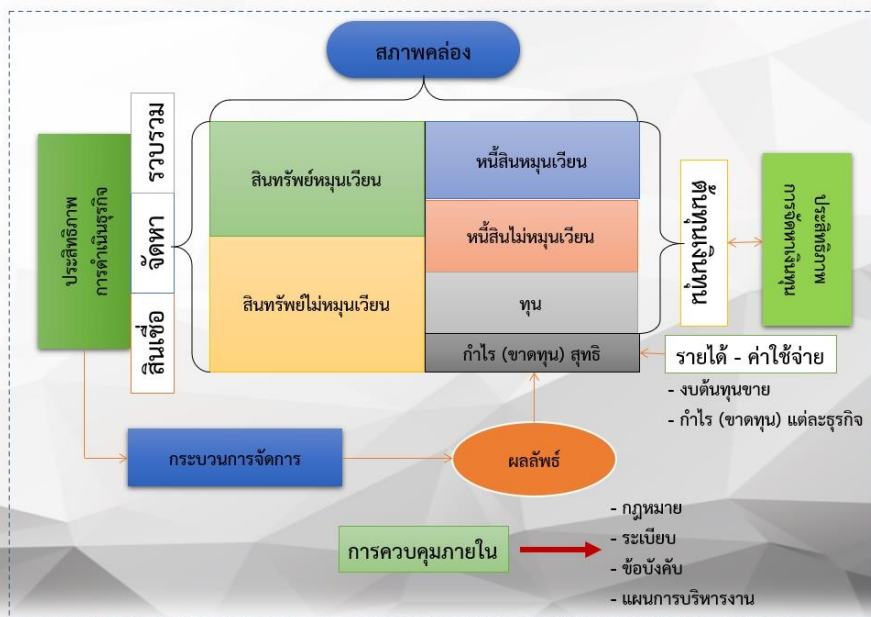 สภาพคล่อง
ประสิทธิภาพ
การดำเนินธุรกิจ
รวบรวม
จัดหา
สินเชื่อ
สินทรัพย์หมุนเวียน
สินทรัพย์ไม่หมุนเวียน
หนี้สินหมุนเวียน
หนี้สินไม่หมุนเวียน
ทุน
กำไร (ขาดทุน) สุทธิ
ต้นทุนเงินทุน
ประสิทธิภาพ
การจัดหาเงินทุน
รายได้ - ค่าใช้จ่าย
- งบต้นทุนขาย
- กำไร (ขาดทุน) แต่ละธุรกิจ
กระบวนการจัดการ
ผลลัพธ์
การควบคุมภายใน
- กฎหมาย
- ระเบียบ
- ข้อบังคับ
- แผนการบริหารงาน